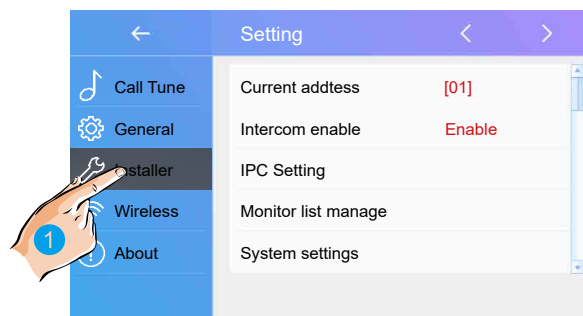 Setting
Call Tune
General
Installer
Wireless
About
Current addtess [01]
Intercom enable Enable
IPC Setting
Monitor list manage
System settings
1